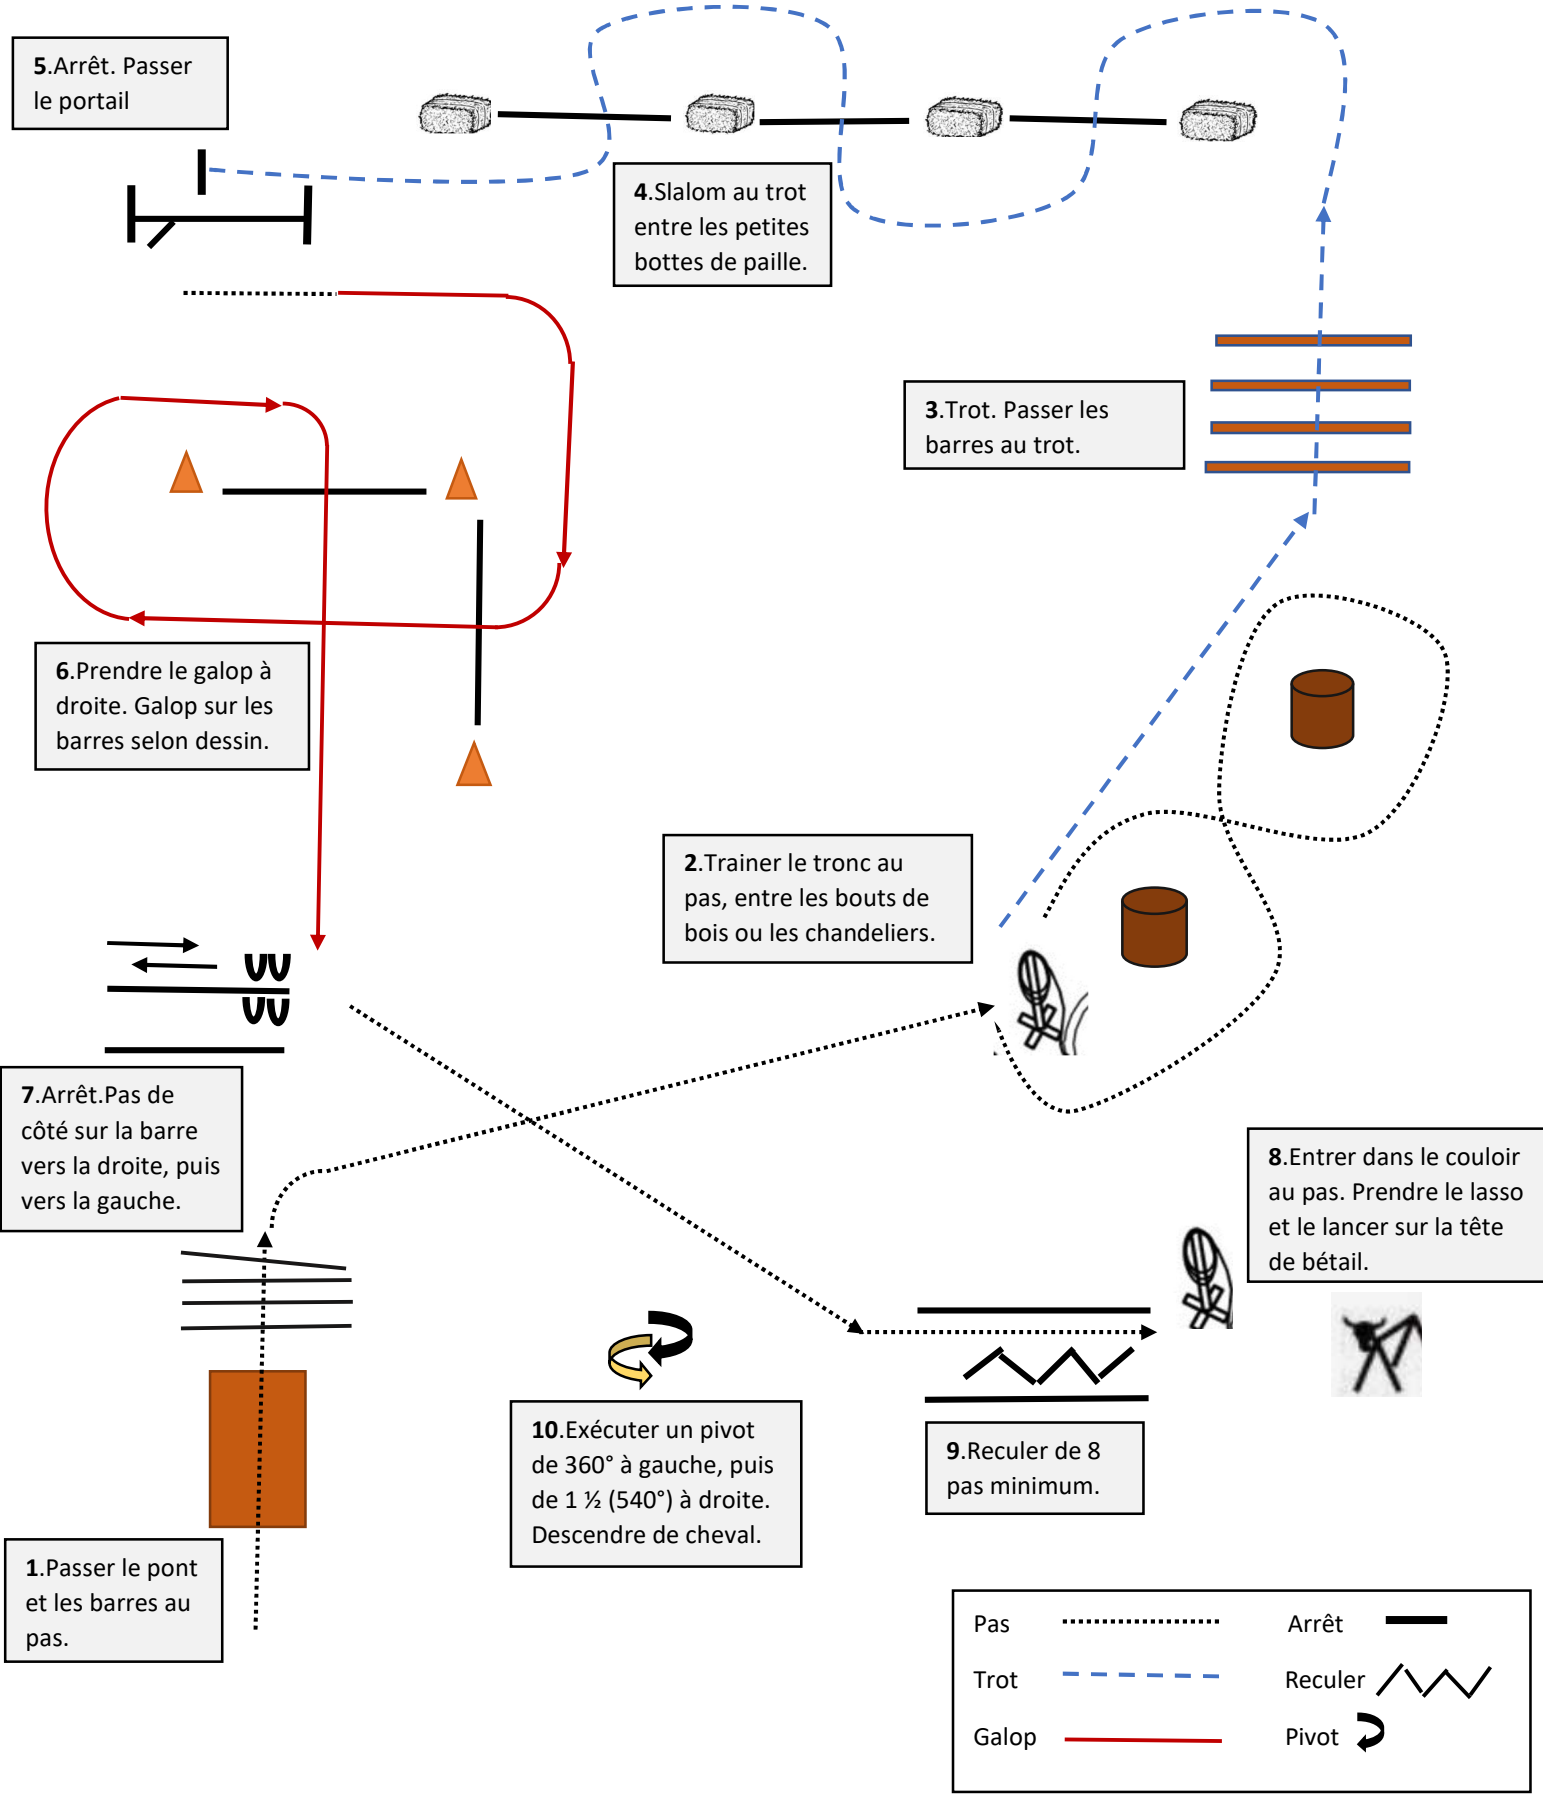 5.Arrêt. Passer
le portail
4.Slalom au trot
entre les petites
bottes de paille.
3.Trot. Passer les
barres au trot.
6.Prendre le galop à
droite. Galop sur les
barres selon dessin.
2.Trainer le tronc au
pas, entre les bouts de
bois ou les chandeliers.
7.Arrêt.Pas de
côté sur la barre
vers la droite, puis
vers la gauche.
8.Entrer dans le couloir
au pas. Prendre le lasso
et le lancer sur la tête
de bétail.
10.Exécuter un pivot
de 360° à gauche, puis
de 1 ½ (540°) à droite.
Descendre de cheval.
9.Reculer de 8
pas minimum.
1.Passer le pont
et les barres au
pas.
Pas
Arrêt
Trot
Reculer
Galop
Pivot